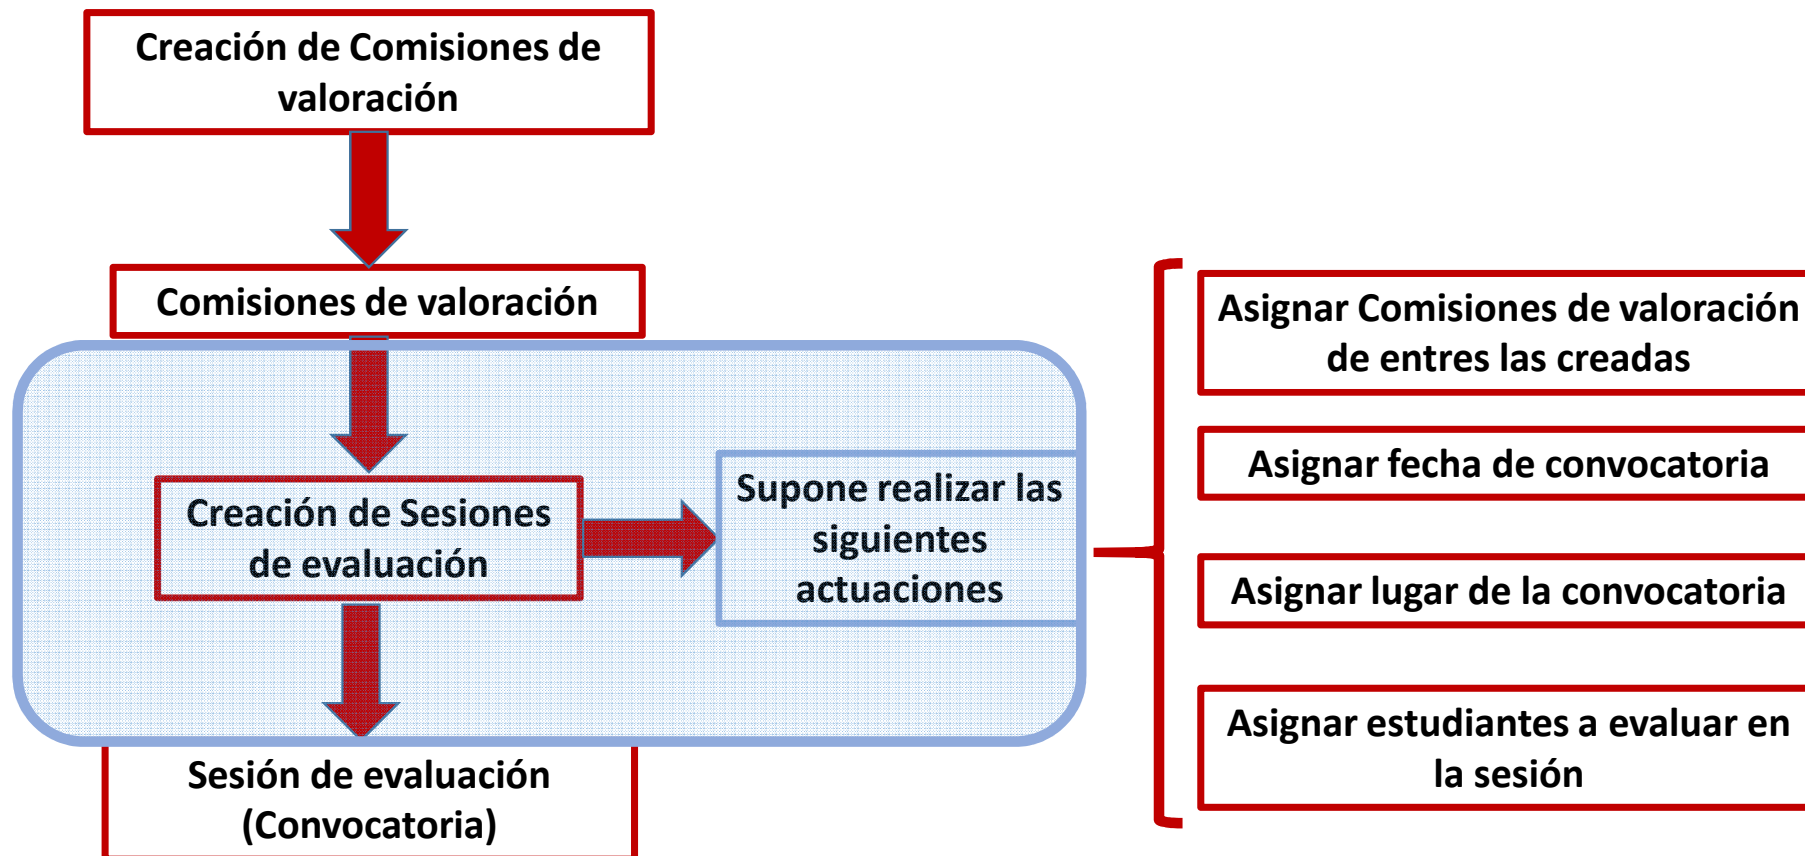 Creación de Comisiones de
valoración
Comisiones de valoración
Creación de Sesiones
de evaluación
Supone realizar las
siguientes
actuaciones
Sesión de evaluación
(Convocatoria)
Asignar Comisiones de valoración
de entres las creadas
Asignar fecha de convocatoria
Asignar lugar de la convocatoria
Asignar estudiantes a evaluar en
la sesión